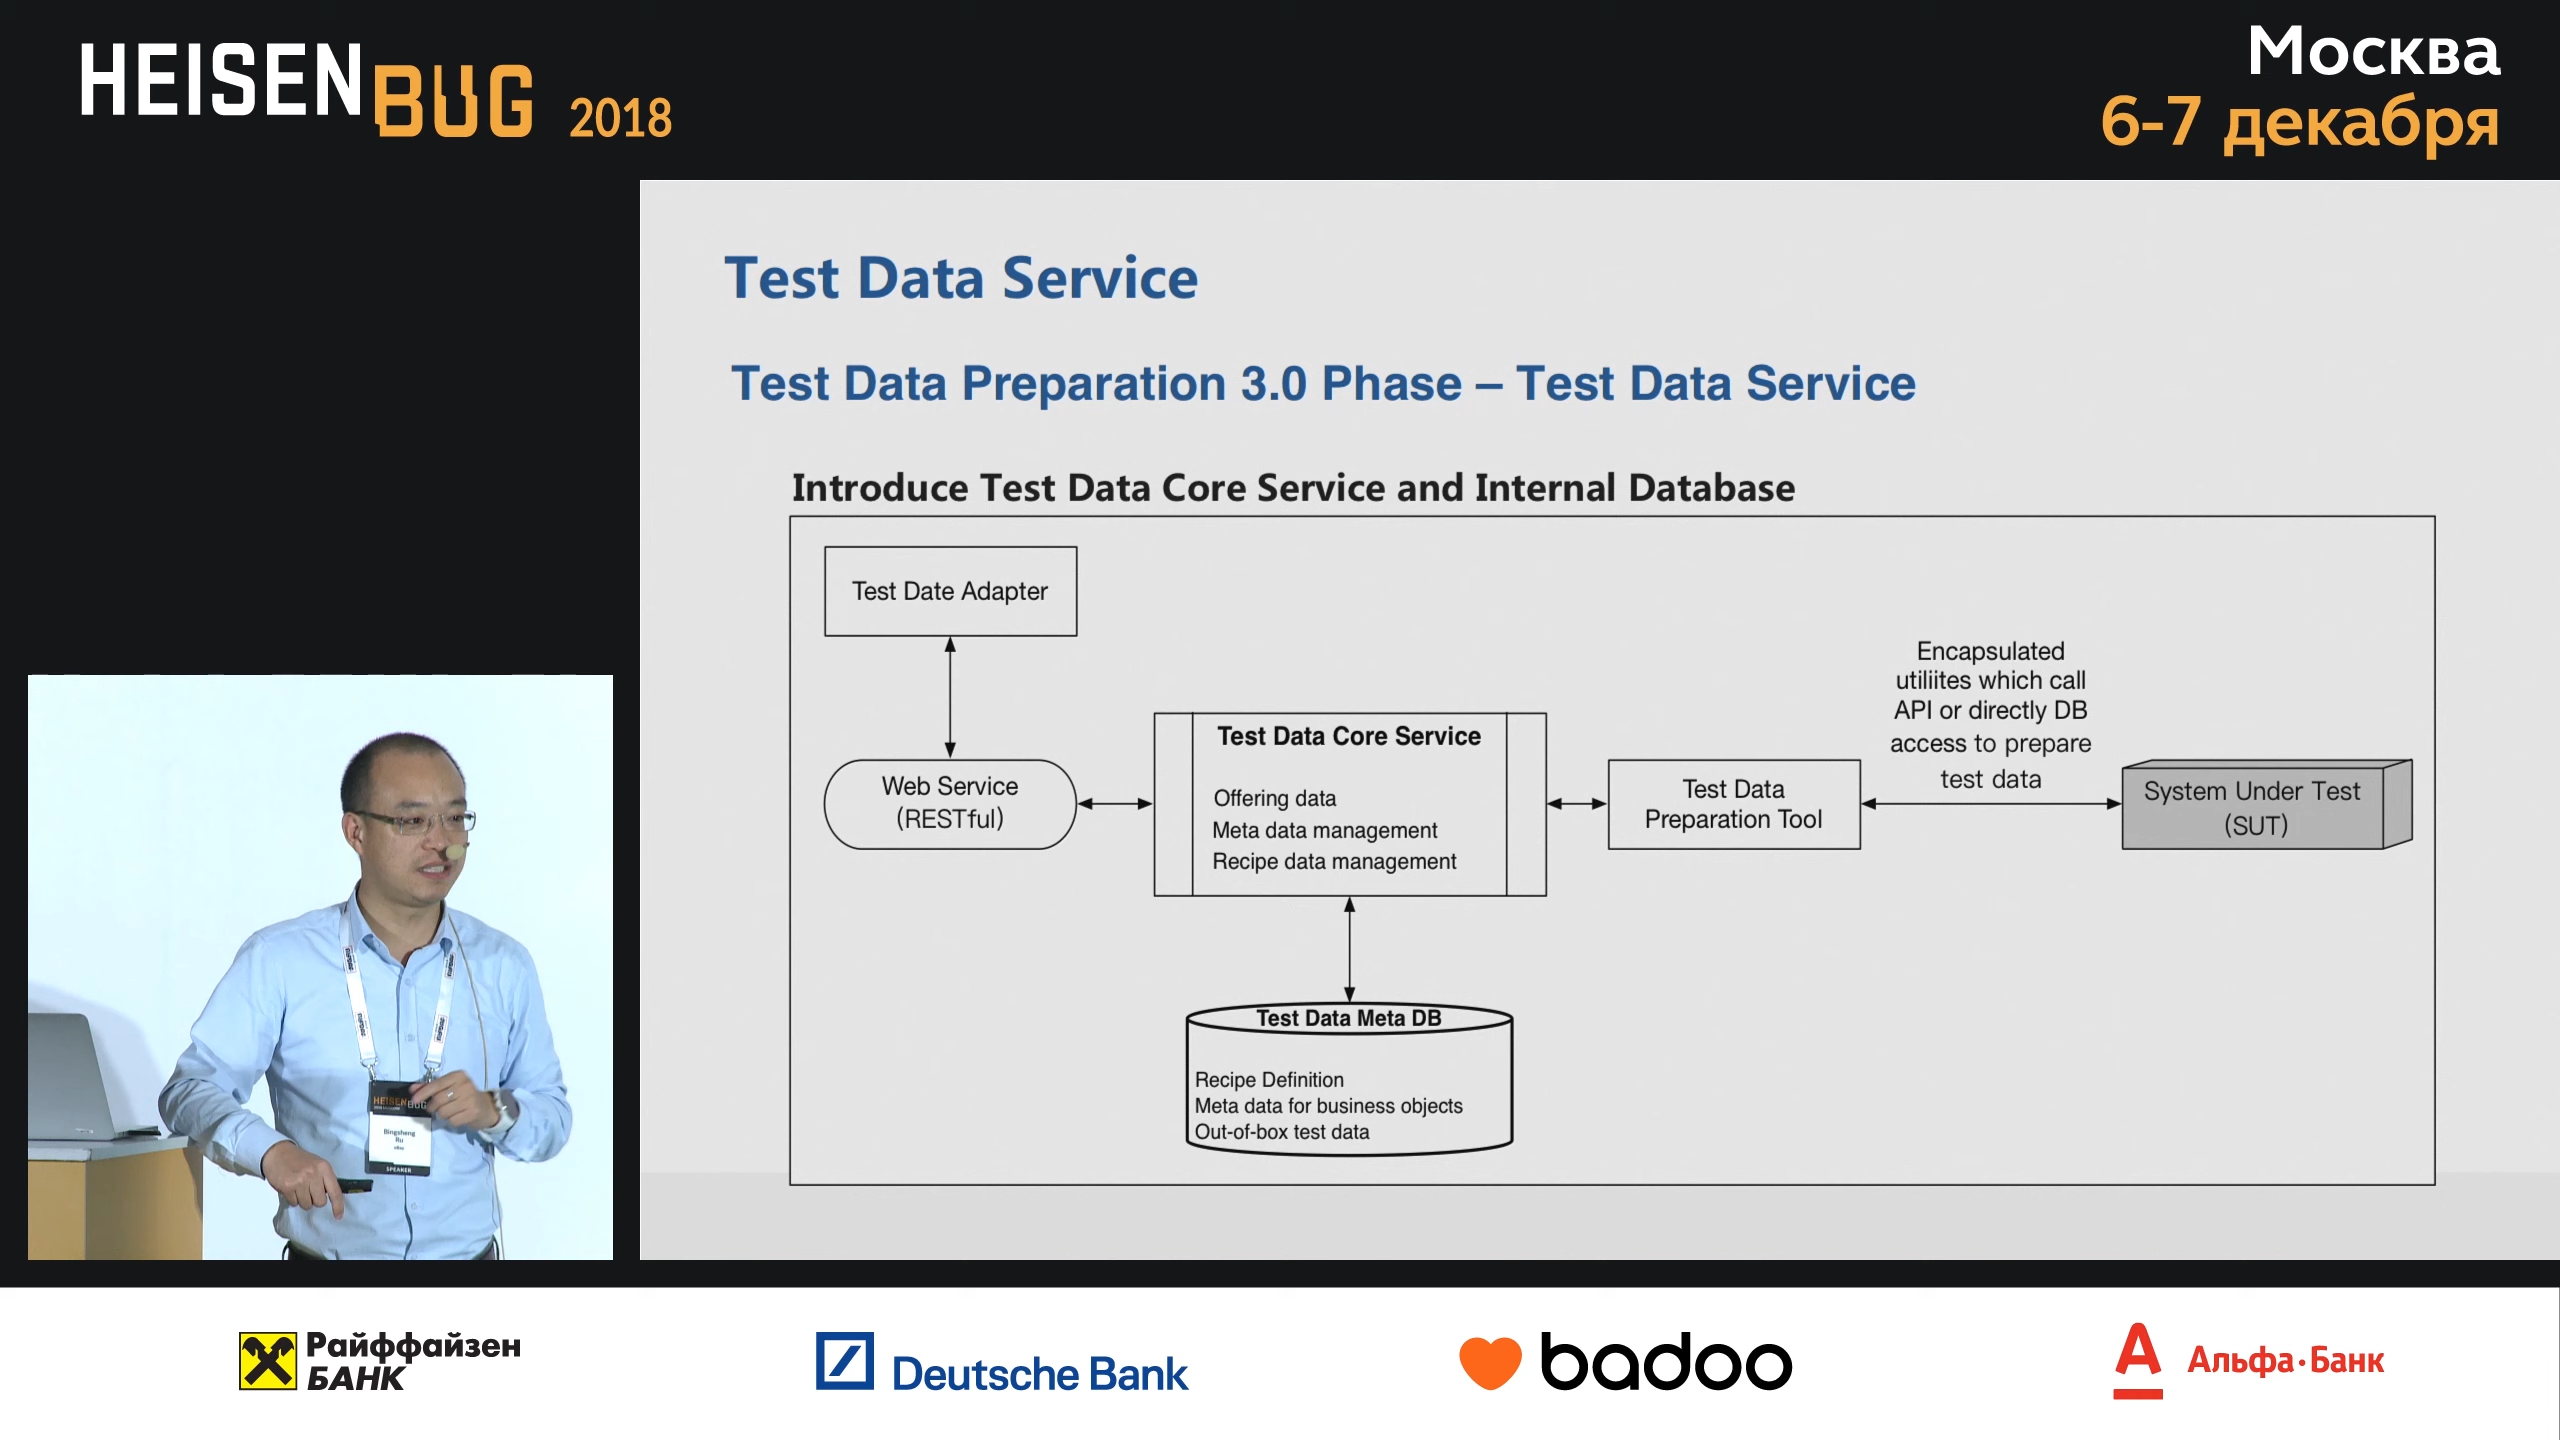 HEISENBUG 2018
Москва
6-7 декабря
Test Data Service
Test Data Preparation 3.0 Phase – Test Data Service
Introduce Test Data Core Service and Internal Database
Test Date Adapter
Web Service
(RESTful)
Test Data Core Service
Offering data
Meta data management
Recipe data management
Test Data
Preparation Tool
Encapsulated
utiliites which call
API or directly DB
access to prepare
test data
System Under Test
(SUT)
Test Data Meta DB
Recipe Definition
Meta data for business objects
Out-of-box test data
HEISENBUG
Bingsheng
Ru
SPEAKER
Райффайзен
БАНК
Deutsche Bank
badoo
А
Альфа·Банк